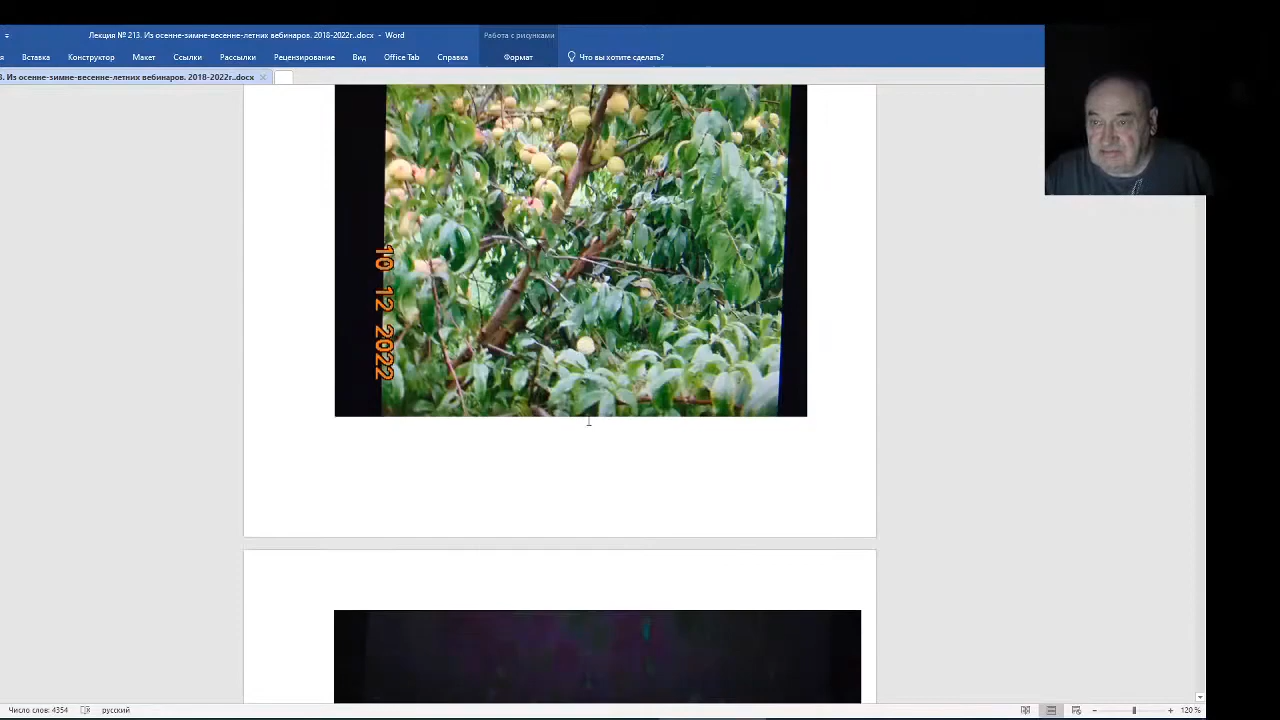 Лекция № 213. Из осенне-зимне-весенне-летних вебинаров. 2018-2022г..docx - Word
Работа с рисунками
я Вставка Конструктор Макет Ссылки Рассылки Рецензирование Вид Office Tab Справка Формат Что вы хотите сделать?
3. Из осенне-зимне-весенне-летних вебинаров. 2018-2022г..docx
10 12 2022
Число слов: 4354 русский 120 %